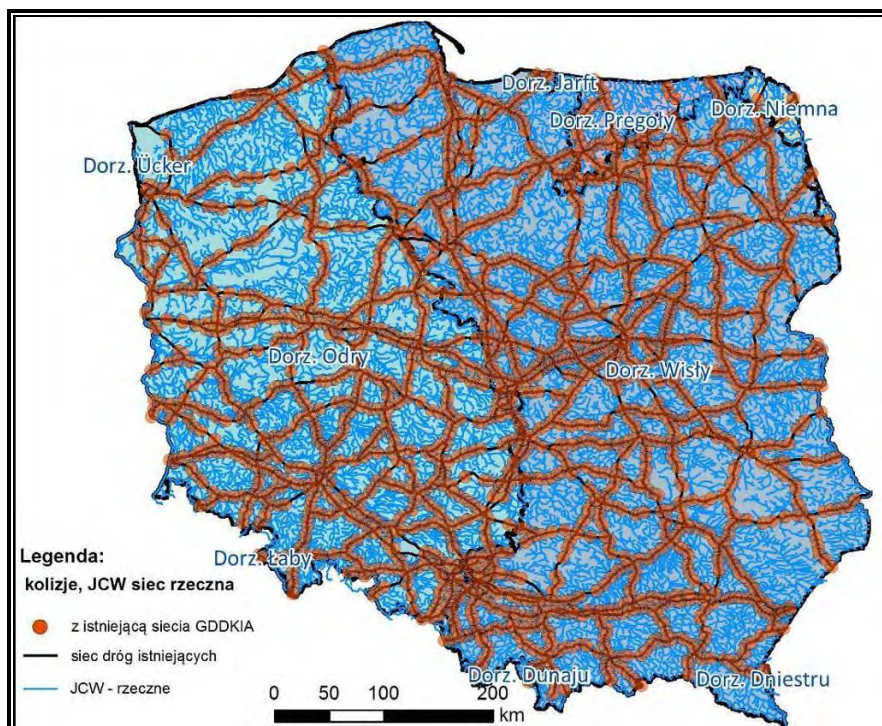 Dorz. Jarft
Dorz. Niemna
Dorz. Pregoły
Dorz. Ücker
Dorz. Odry
Dorz. Wisły
Dorz. Łaby
Dorz. Dunaju
Dorz. Dniestru
Legenda:
kolizje, JCW siec rzeczna
z istniejącą siecia GDDKIA
siec dróg istniejących
JCW - rzeczne
0 50 100 200
km